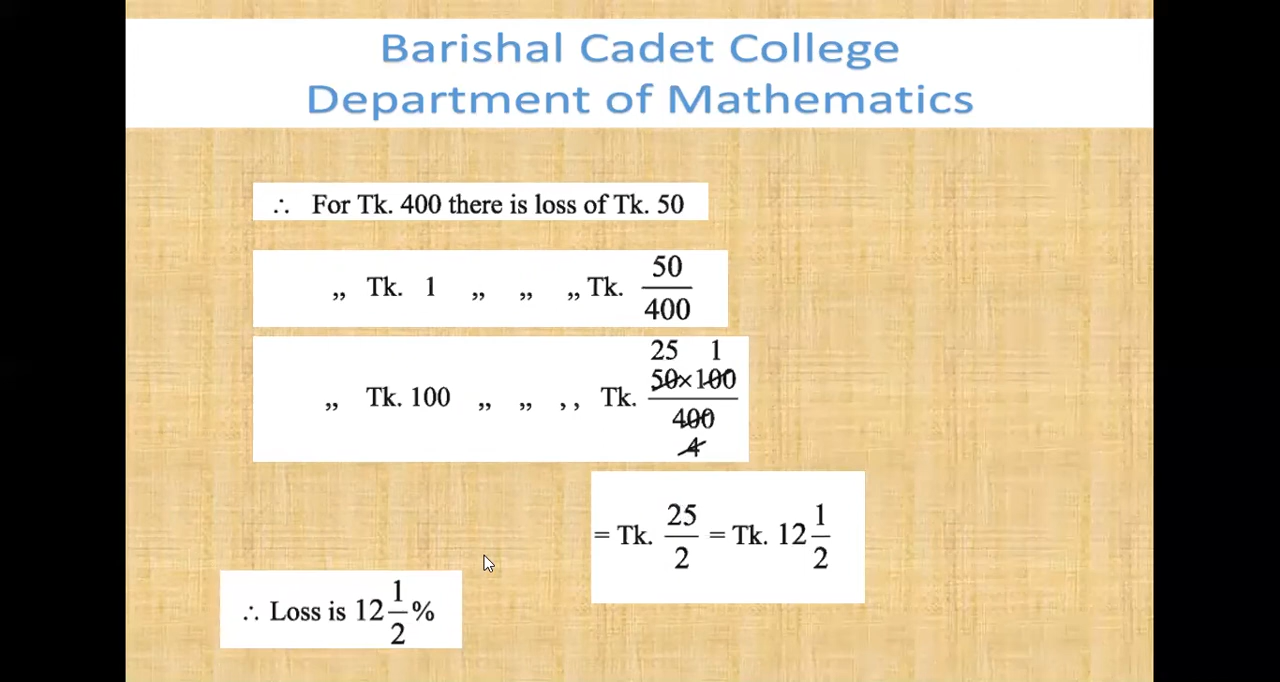 Barishal Cadet College
Department of Mathematics
∴ For Tk. 400 there is loss of Tk. 50
„ Tk. 1 „ „ „ Tk. 50/400
25 1
„ Tk. 100 „ „ , , Tk. 50×100/400
4
= Tk. 25/2 = Tk. 12 1/2
∴ Loss is 12 1/2 %